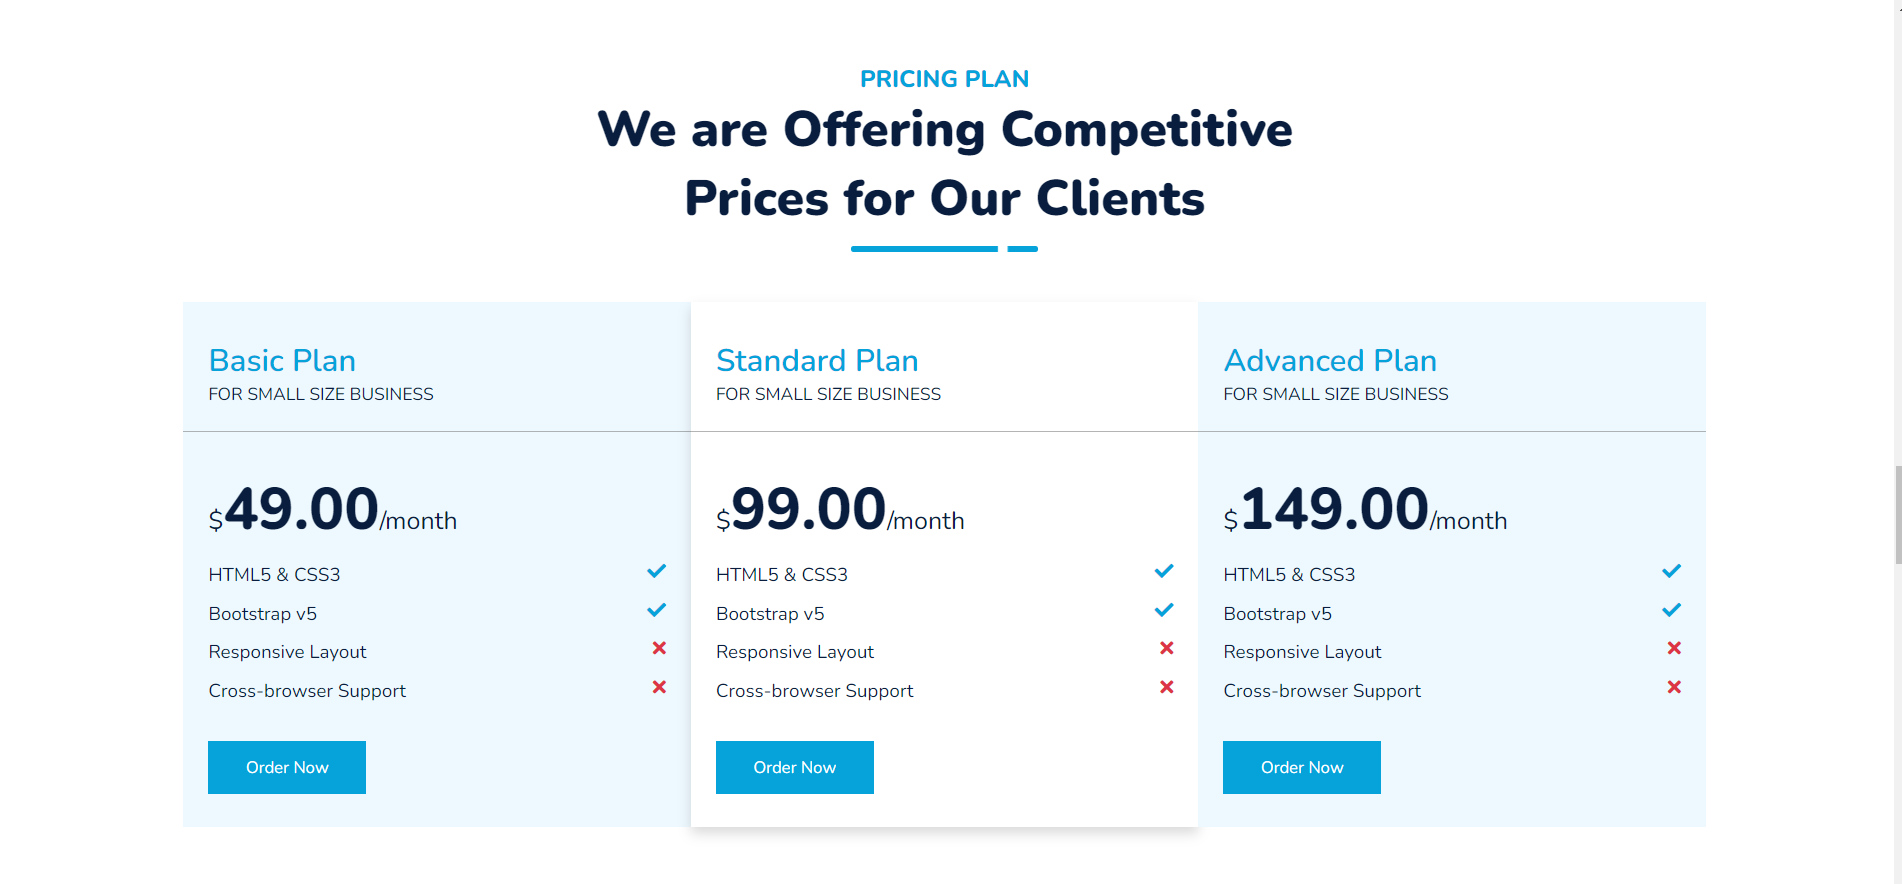 PRICING PLAN
We are Offering Competitive
Prices for Our Clients
Basic Plan
FOR SMALL SIZE BUSINESS
$49.00/month
HTML5 & CSS3
Bootstrap v5
Responsive Layout
Cross-browser Support
Order Now
Standard Plan
FOR SMALL SIZE BUSINESS
$99.00/month
HTML5 & CSS3
Bootstrap v5
Responsive Layout
Cross-browser Support
Order Now
Advanced Plan
FOR SMALL SIZE BUSINESS
$149.00/month
HTML5 & CSS3
Bootstrap v5
Responsive Layout
Cross-browser Support
Order Now